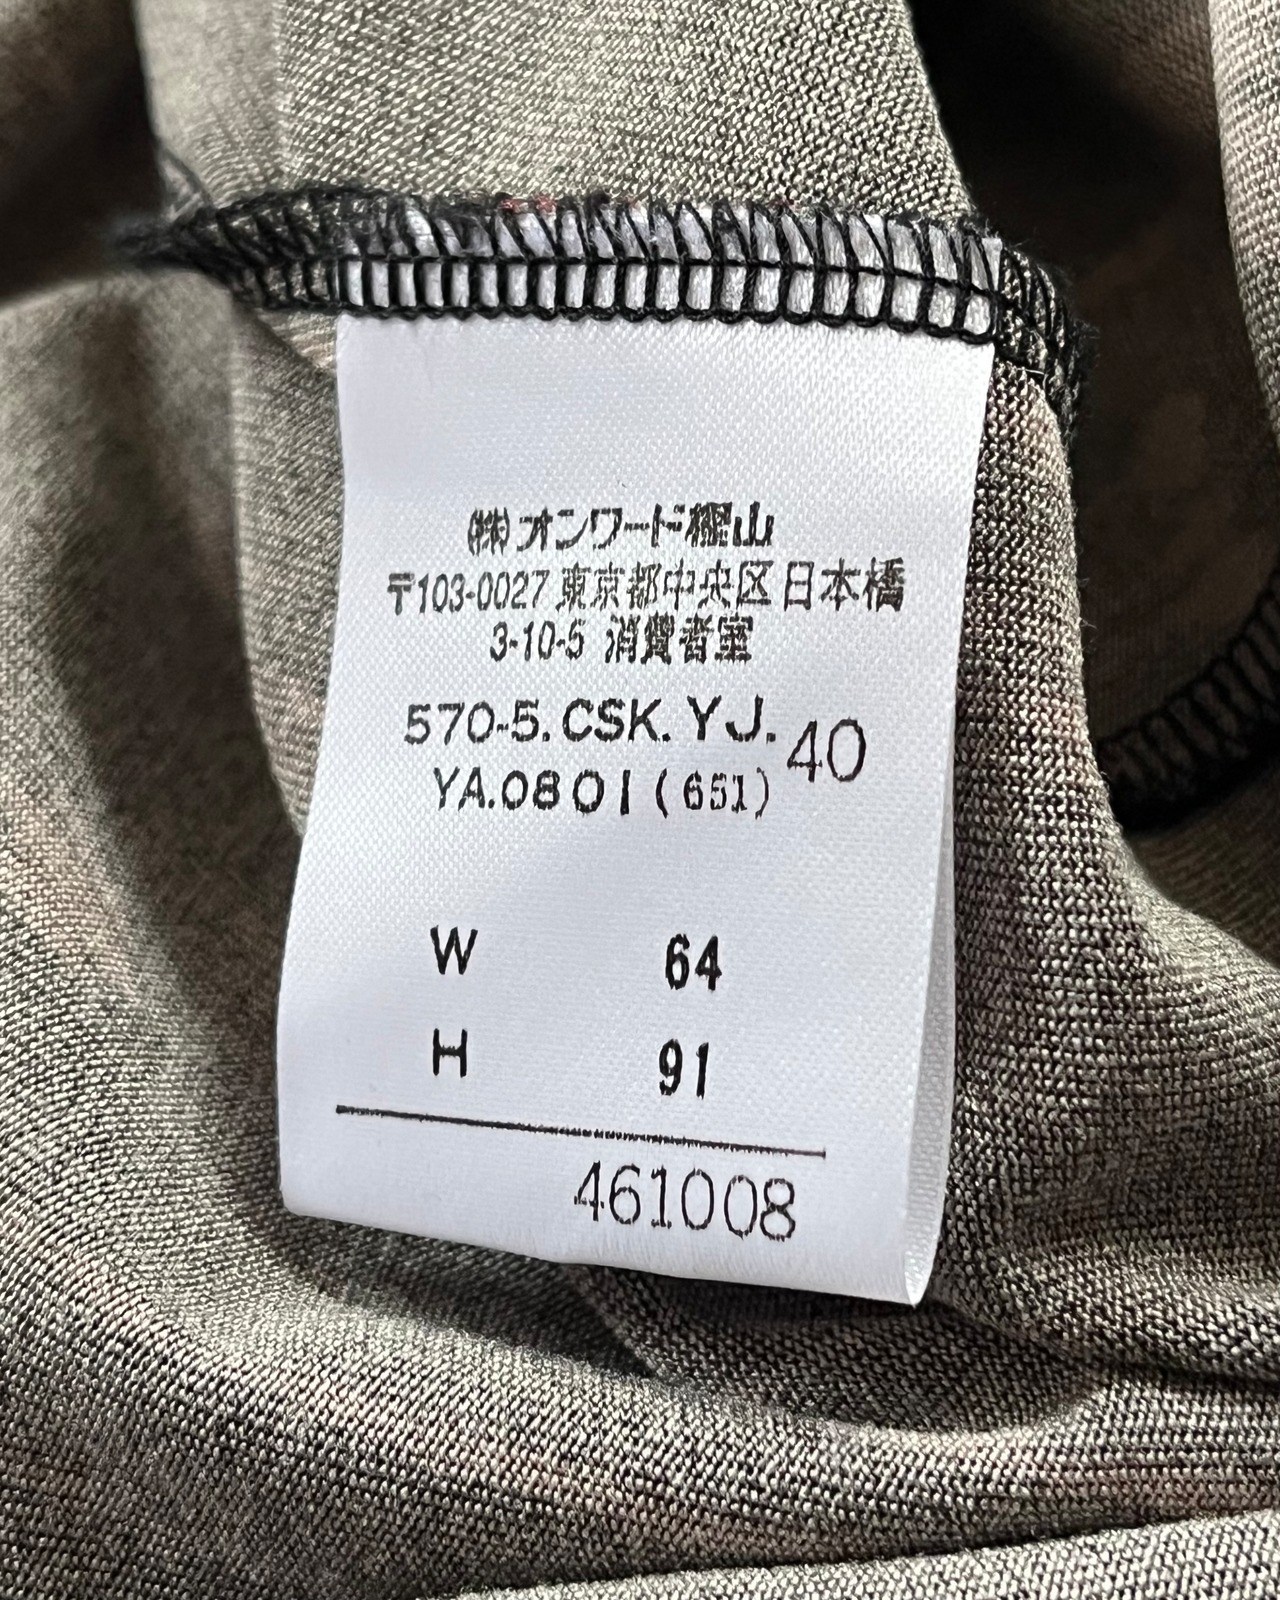 (株)オンワード樫山
〒103-0027 東京都中央区日本橋
3-10-5 消費者室
570-5.CSK.YJ. 40
YA.0801(651)
W 64
H 91
461008